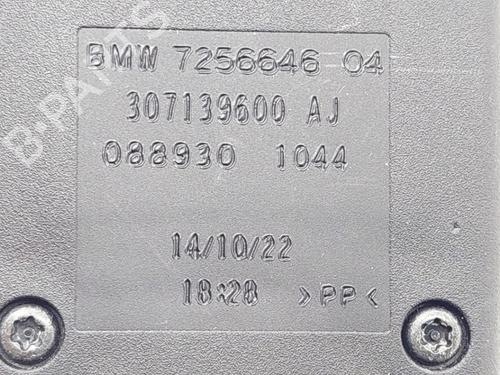 BMW 7256646 04
307139600 AJ
088930 1044
14/10/22
18:28 >PP<
B-PARTS